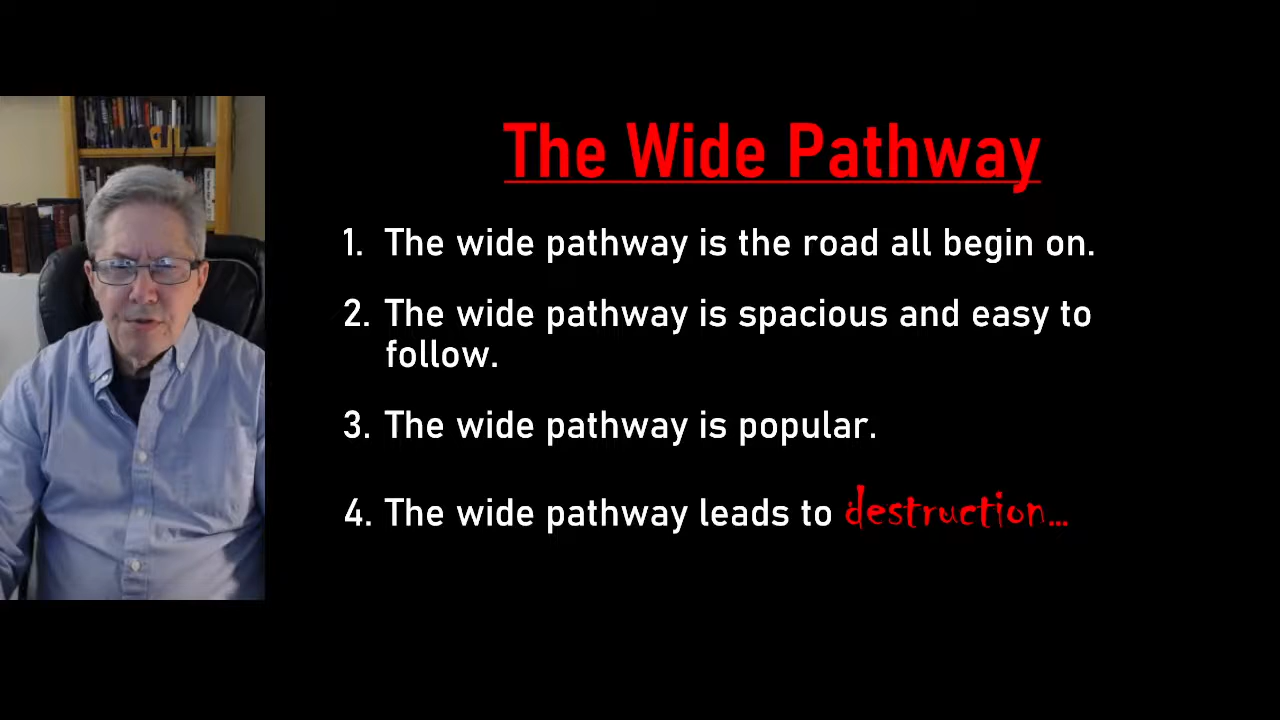 The Wide Pathway
1. The wide pathway is the road all begin on.
2. The wide pathway is spacious and easy to
follow.
3. The wide pathway is popular.
4. The wide pathway leads to destruction...